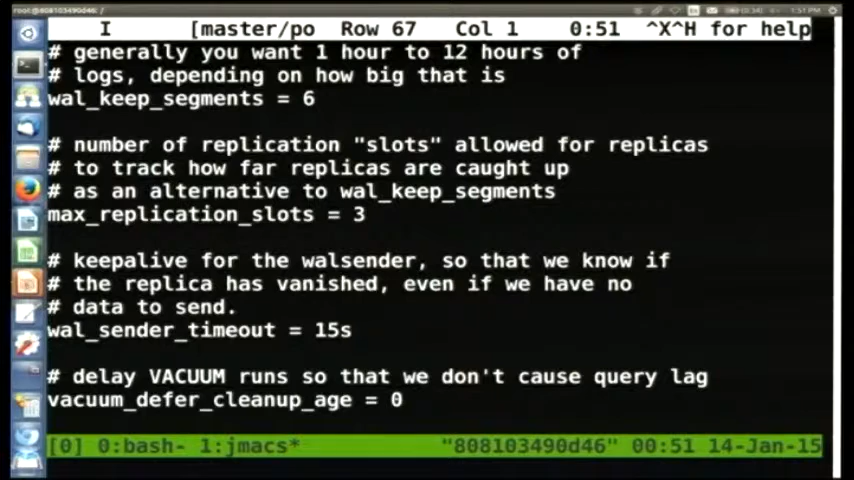 root@808103490d46: /
1:51 PM
I [master/po Row 67 Col 1 0:51 ^X^H for help
# generally you want 1 hour to 12 hours of
# logs, depending on how big that is
wal_keep_segments = 6
# number of replication "slots" allowed for replicas
# to track how far replicas are caught up
# as an alternative to wal_keep_segments
max_replication_slots = 3
# keepalive for the walsender, so that we know if
# the replica has vanished, even if we have no
# data to send.
wal_sender_timeout = 15s
# delay VACUUM runs so that we don't cause query lag
vacuum_defer_cleanup_age = 0
[0] 0:bash- 1:jmacs* "808103490d46" 00:51 14-Jan-15